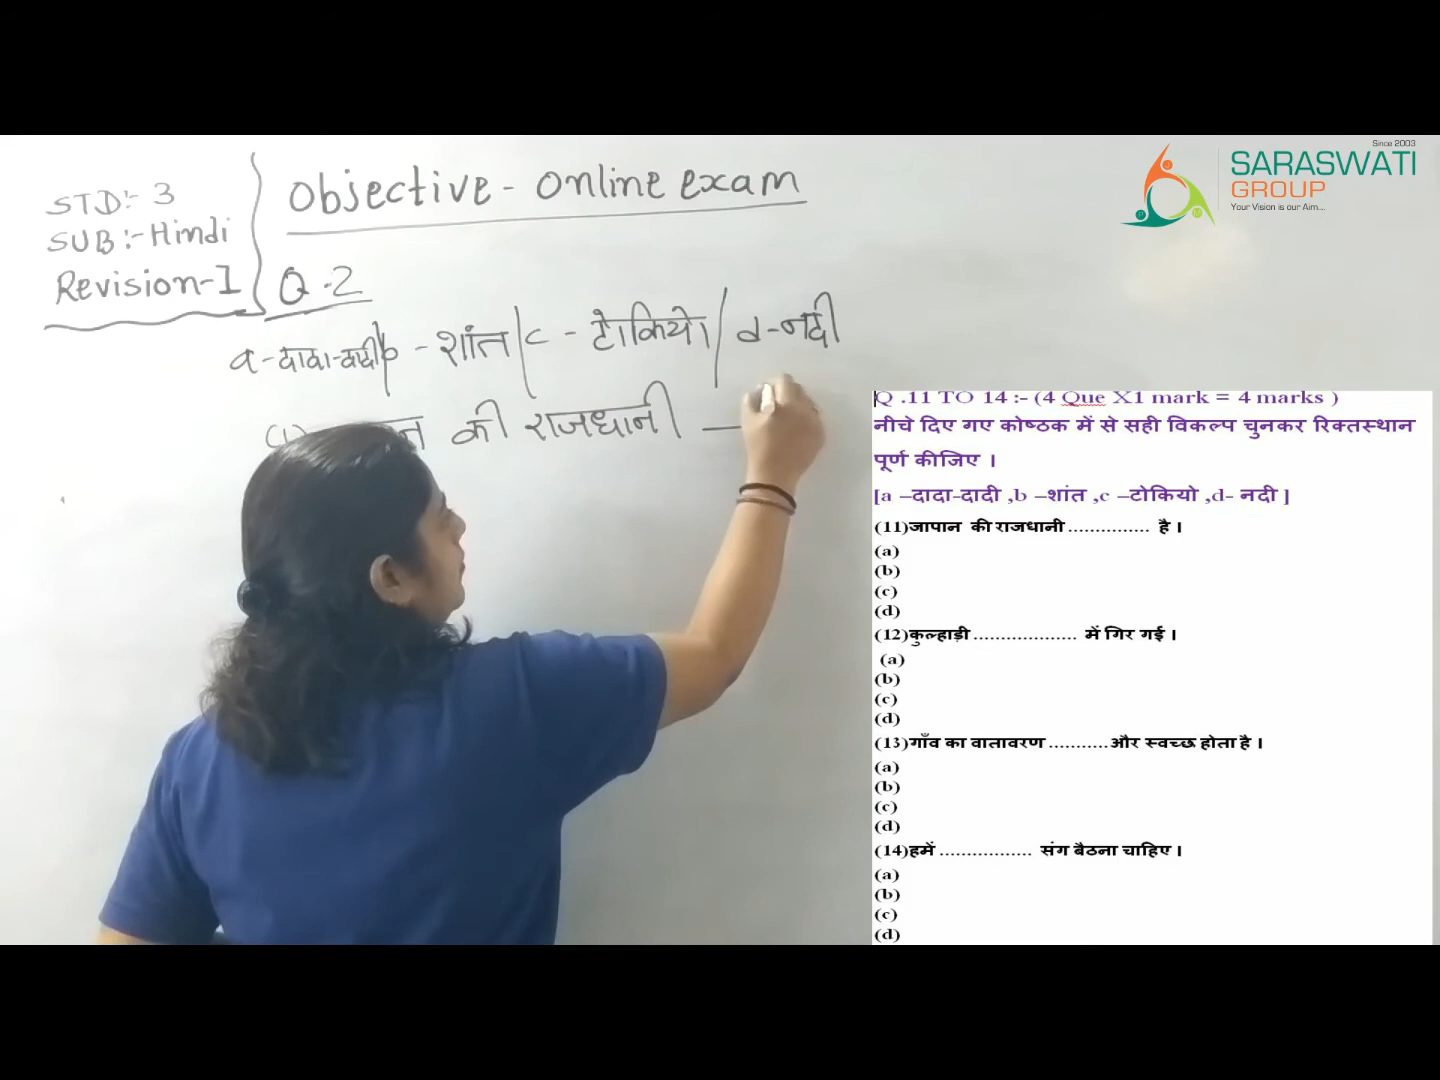 STD:- 3
SUB:- Hindi
Revision-I
Objective - online exam
Q-2
a-दादा-दादी b - शांत c - टोकियो d-नदी
की राजधानी
Since 2003
SARASWATI
GROUP
Your Vision is our Aim...
Q .11 TO 14 :- (4 Que X1 mark = 4 marks )
नीचे दिए गए कोष्ठक में से सही विकल्प चुनकर रिक्तस्थान
पूर्ण कीजिए ।
[a –दादा-दादी ,b –शांत ,c –टोकियो ,d- नदी ]
(11)जापान की राजधानी ............... है ।
(a)
(b)
(c)
(d)
(12)कुल्हाड़ी ................... में गिर गई ।
(a)
(b)
(c)
(d)
(13)गाँव का वातावरण ...........और स्वच्छ होता है ।
(a)
(b)
(c)
(d)
(14)हमें ................. संग बैठना चाहिए ।
(a)
(b)
(c)
(d)